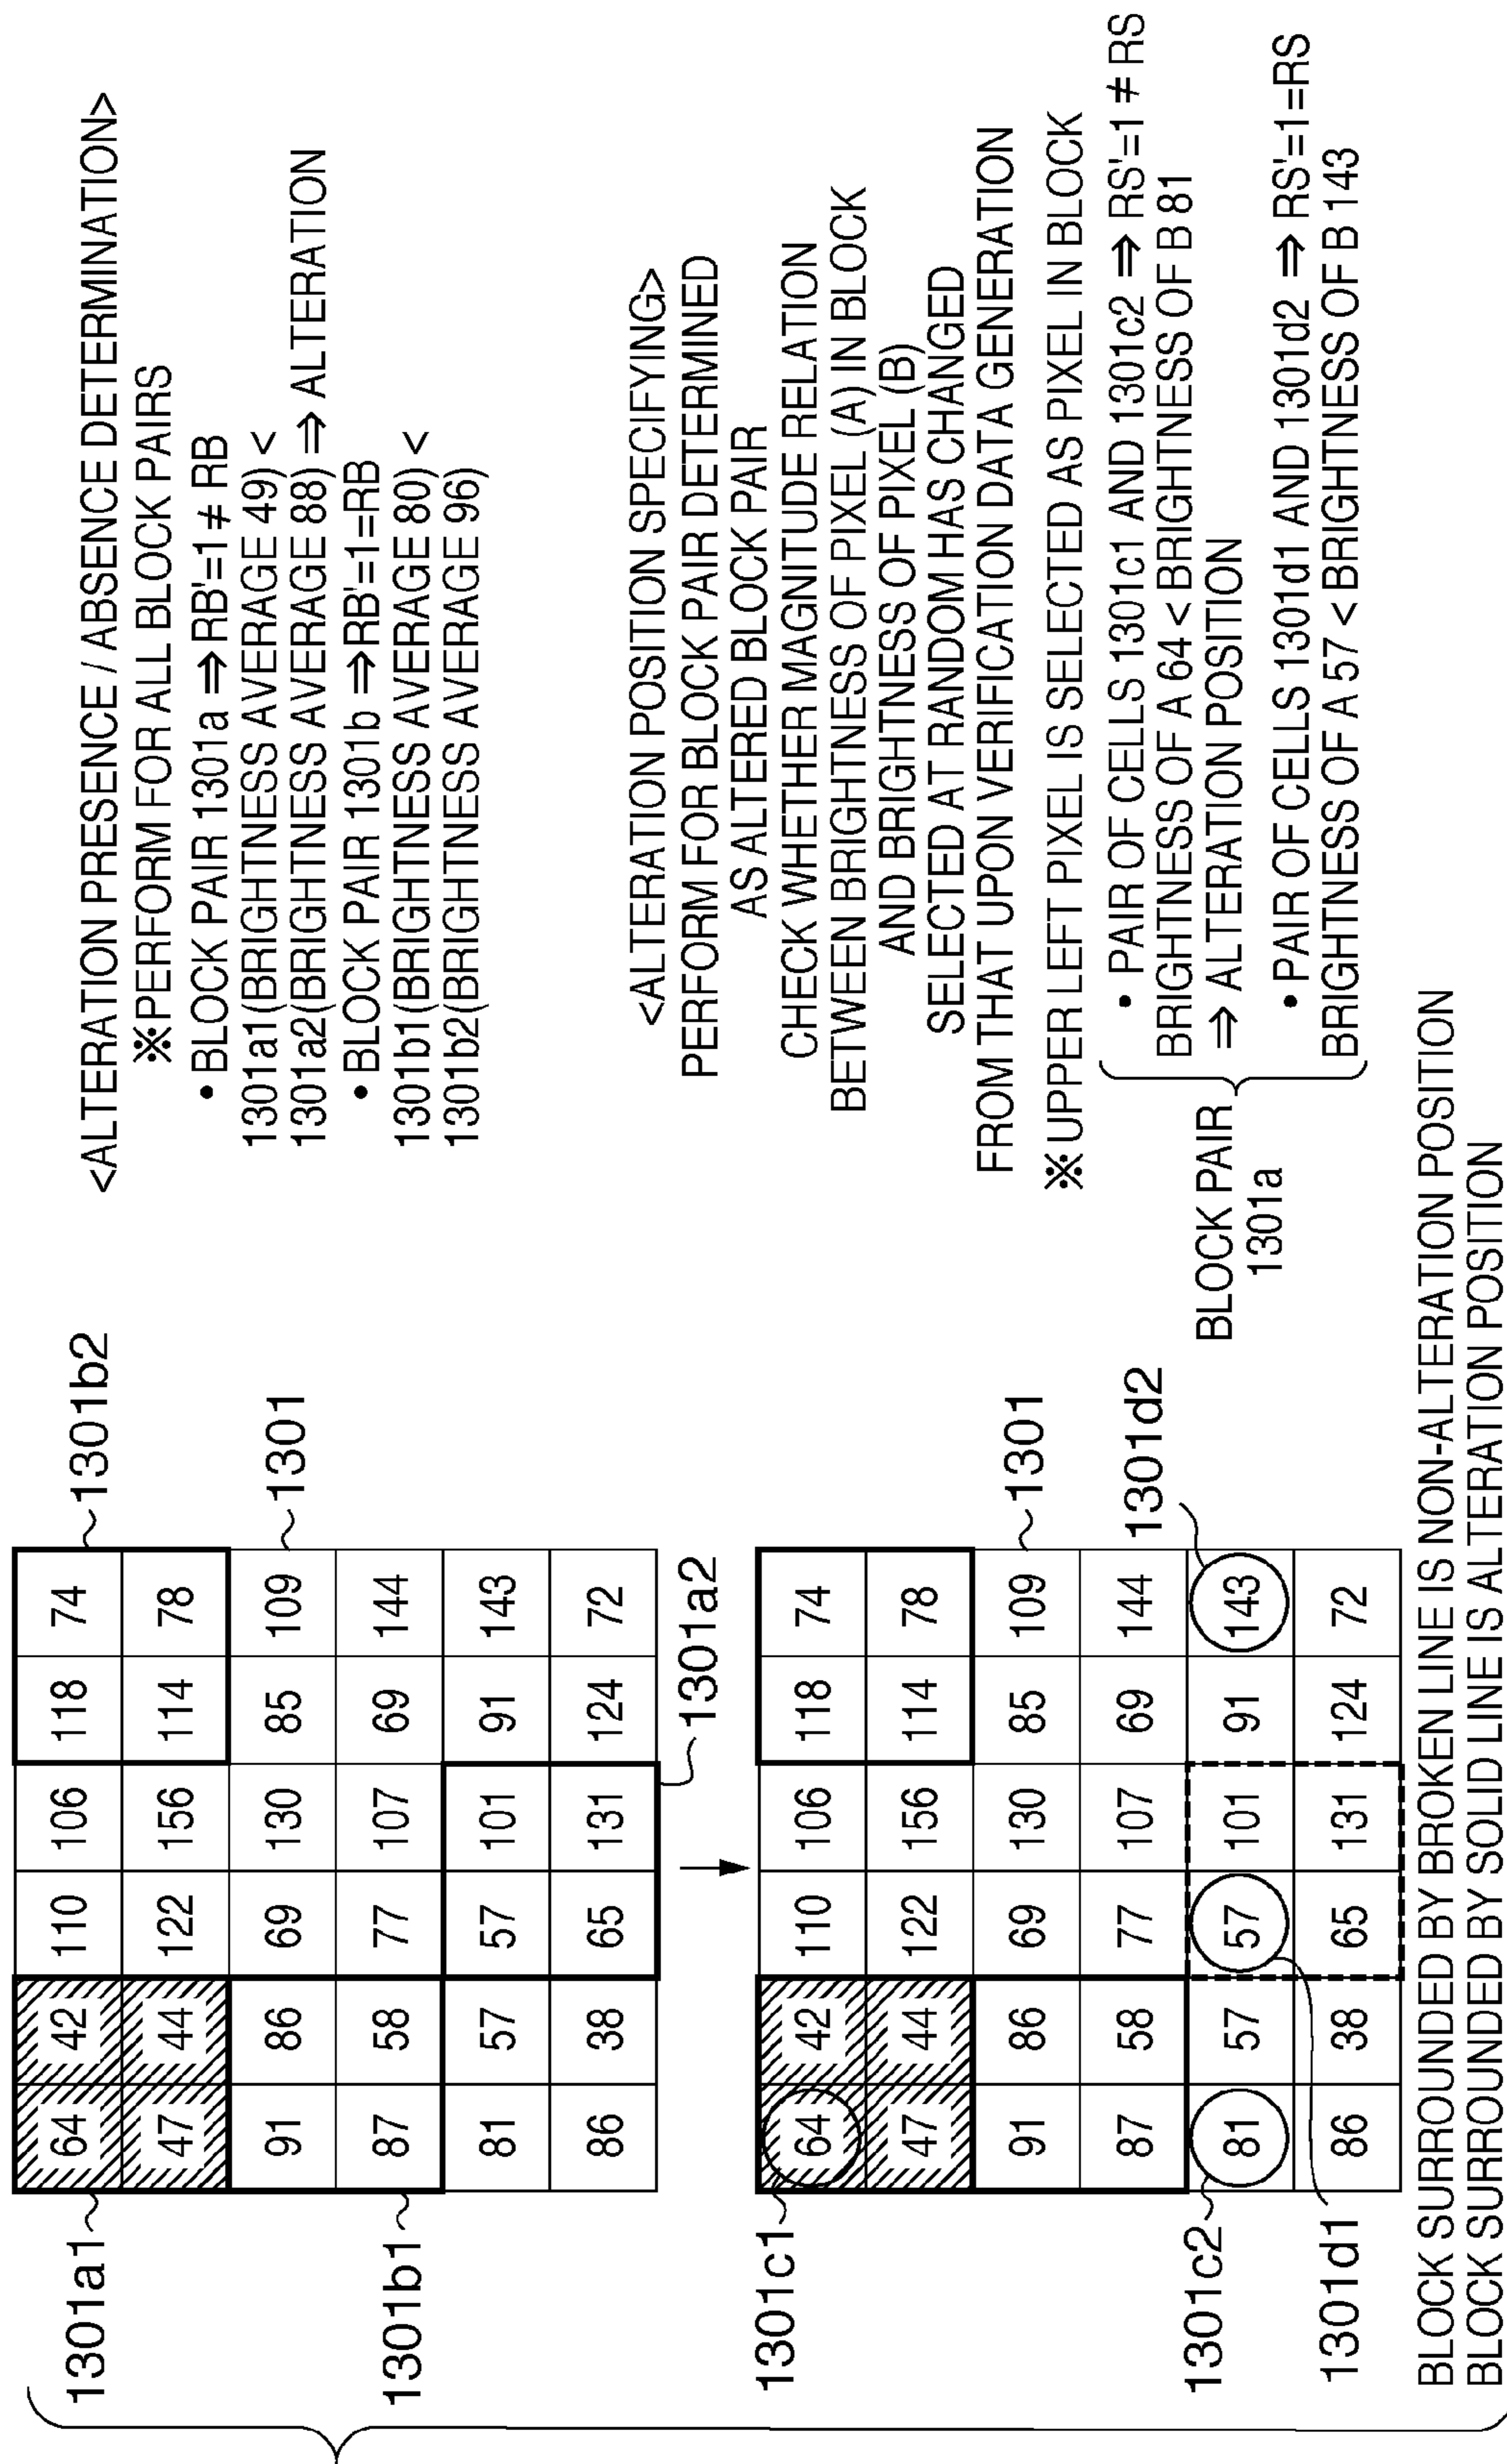 1301a1
64 42 110 106 118 74
1301b2
47 44 122 156 114 78
91 86 69 130 85 109
1301
1301b1
87 58 77 107 69 144
81 57 57 101 91 143
86 38 65 131 124 72
1301a2
<ALTERATION PRESENCE / ABSENCE DETERMINATION>
※PERFORM FOR ALL BLOCK PAIRS
• BLOCK PAIR 1301a ⇒RB'=1 ≠ RB
1301a1(BRIGHTNESS AVERAGE 49) <
1301a2(BRIGHTNESS AVERAGE 88) ⇒ ALTERATION
• BLOCK PAIR 1301b ⇒RB'=1=RB
1301b1(BRIGHTNESS AVERAGE 80) <
1301b2(BRIGHTNESS AVERAGE 96)
1301c1
64 42 110 106 118 74
47 44 122 156 114 78
91 86 69 130 85 109
1301
87 58 77 107 69 144
1301d2
1301c2
81 57 57 101 91 143
86 38 65 131 124 72
1301d1
<ALTERATION POSITION SPECIFYING>
PERFORM FOR BLOCK PAIR DETERMINED
AS ALTERED BLOCK PAIR
CHECK WHETHER MAGNITUDE RELATION
BETWEEN BRIGHTNESS OF PIXEL (A) IN BLOCK
AND BRIGHTNESS OF PIXEL (B)
SELECTED AT RANDOM HAS CHANGED
FROM THAT UPON VERIFICATION DATA GENERATION
※ UPPER LEFT PIXEL IS SELECTED AS PIXEL IN BLOCK
BLOCK PAIR
1301a
• PAIR OF CELLS 1301c1 AND 1301c2 ⇒ RS'=1 ≠ RS
BRIGHTNESS OF A 64 < BRIGHTNESS OF B 81
⇒ ALTERATION POSITION
• PAIR OF CELLS 1301d1 AND 1301d2 ⇒ RS'=1=RS
BRIGHTNESS OF A 57 < BRIGHTNESS OF B 143
BLOCK SURROUNDED BY BROKEN LINE IS NON-ALTERATION POSITION
BLOCK SURROUNDED BY SOLID LINE IS ALTERATION POSITION